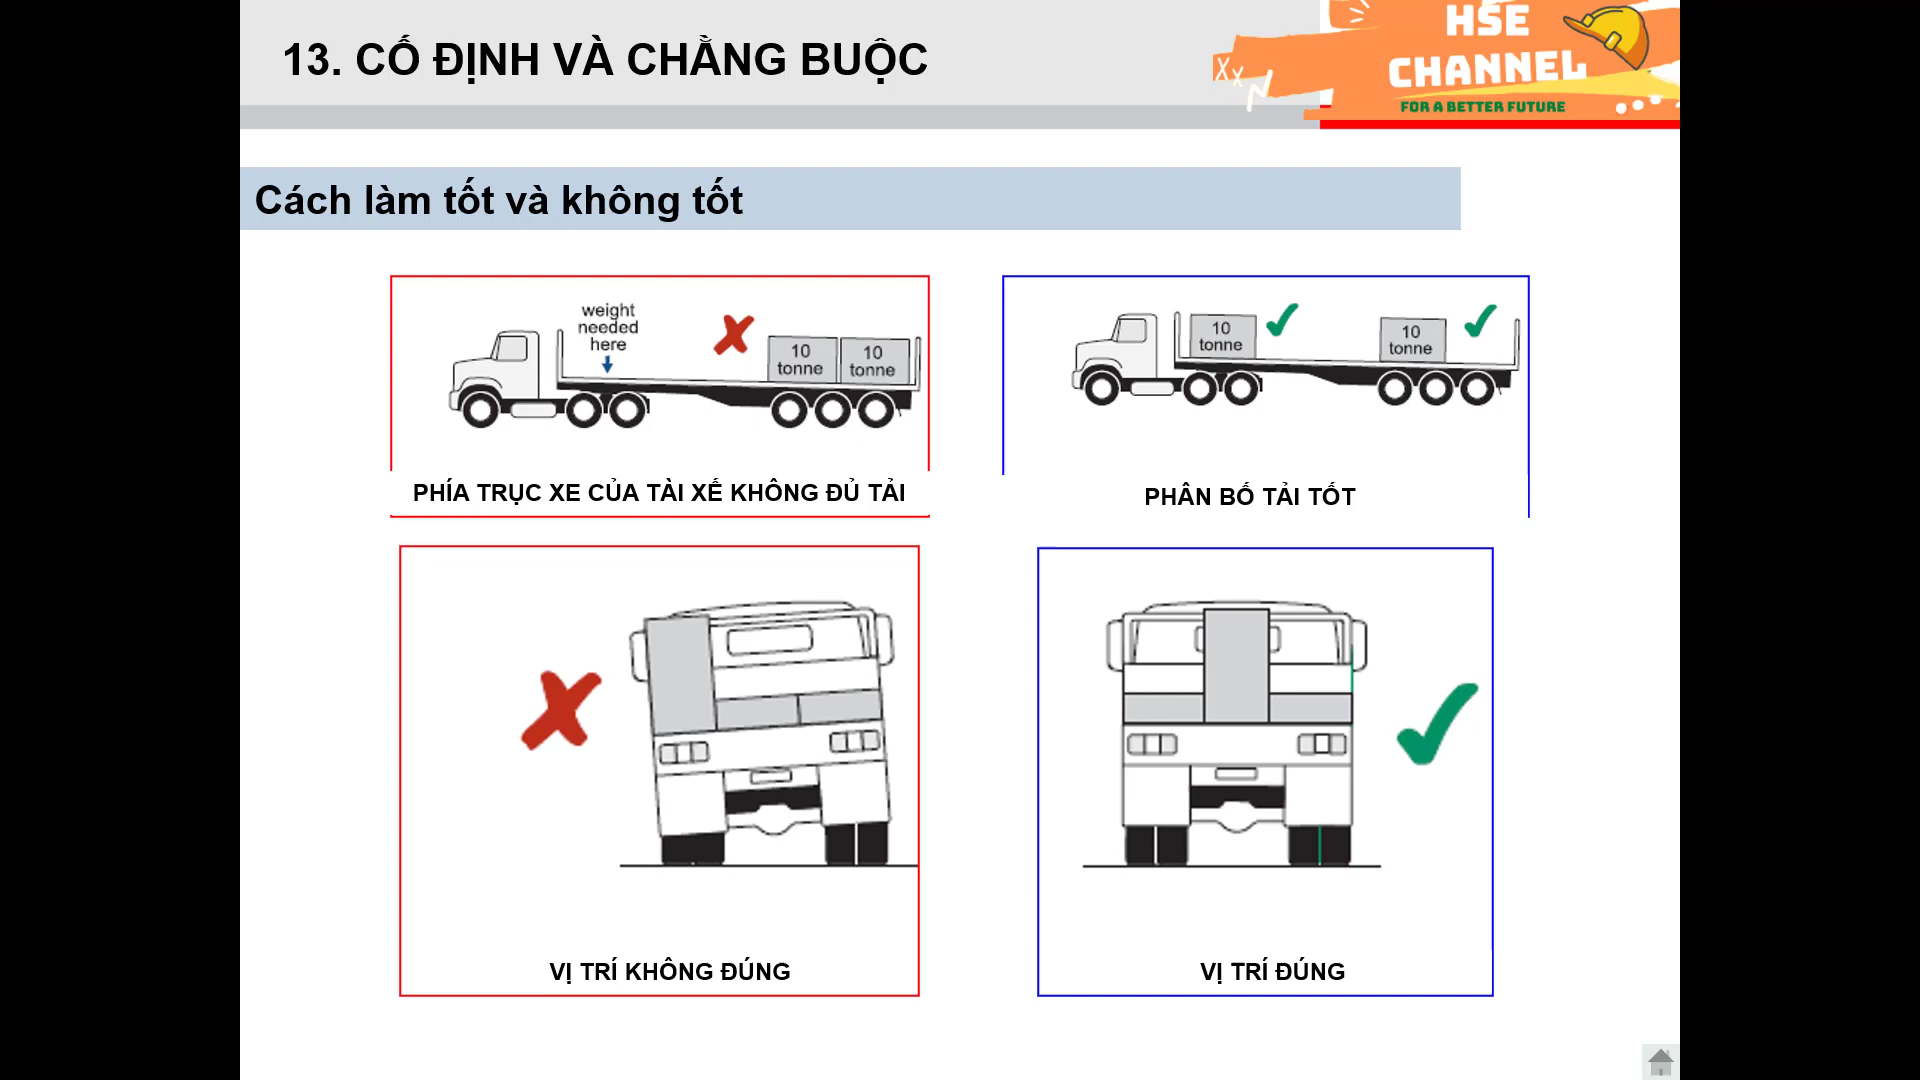 13. CỐ ĐỊNH VÀ CHẰNG BUỘC
HSE
CHANNEL
FOR A BETTER FUTURE
Cách làm tốt và không tốt
weight
needed
here
10
tonne
10
tonne
PHÍA TRỤC XE CỦA TÀI XẾ KHÔNG ĐỦ TẢI
10
tonne
10
tonne
PHÂN BỐ TẢI TỐT
VỊ TRÍ KHÔNG ĐÚNG
VỊ TRÍ ĐÚNG